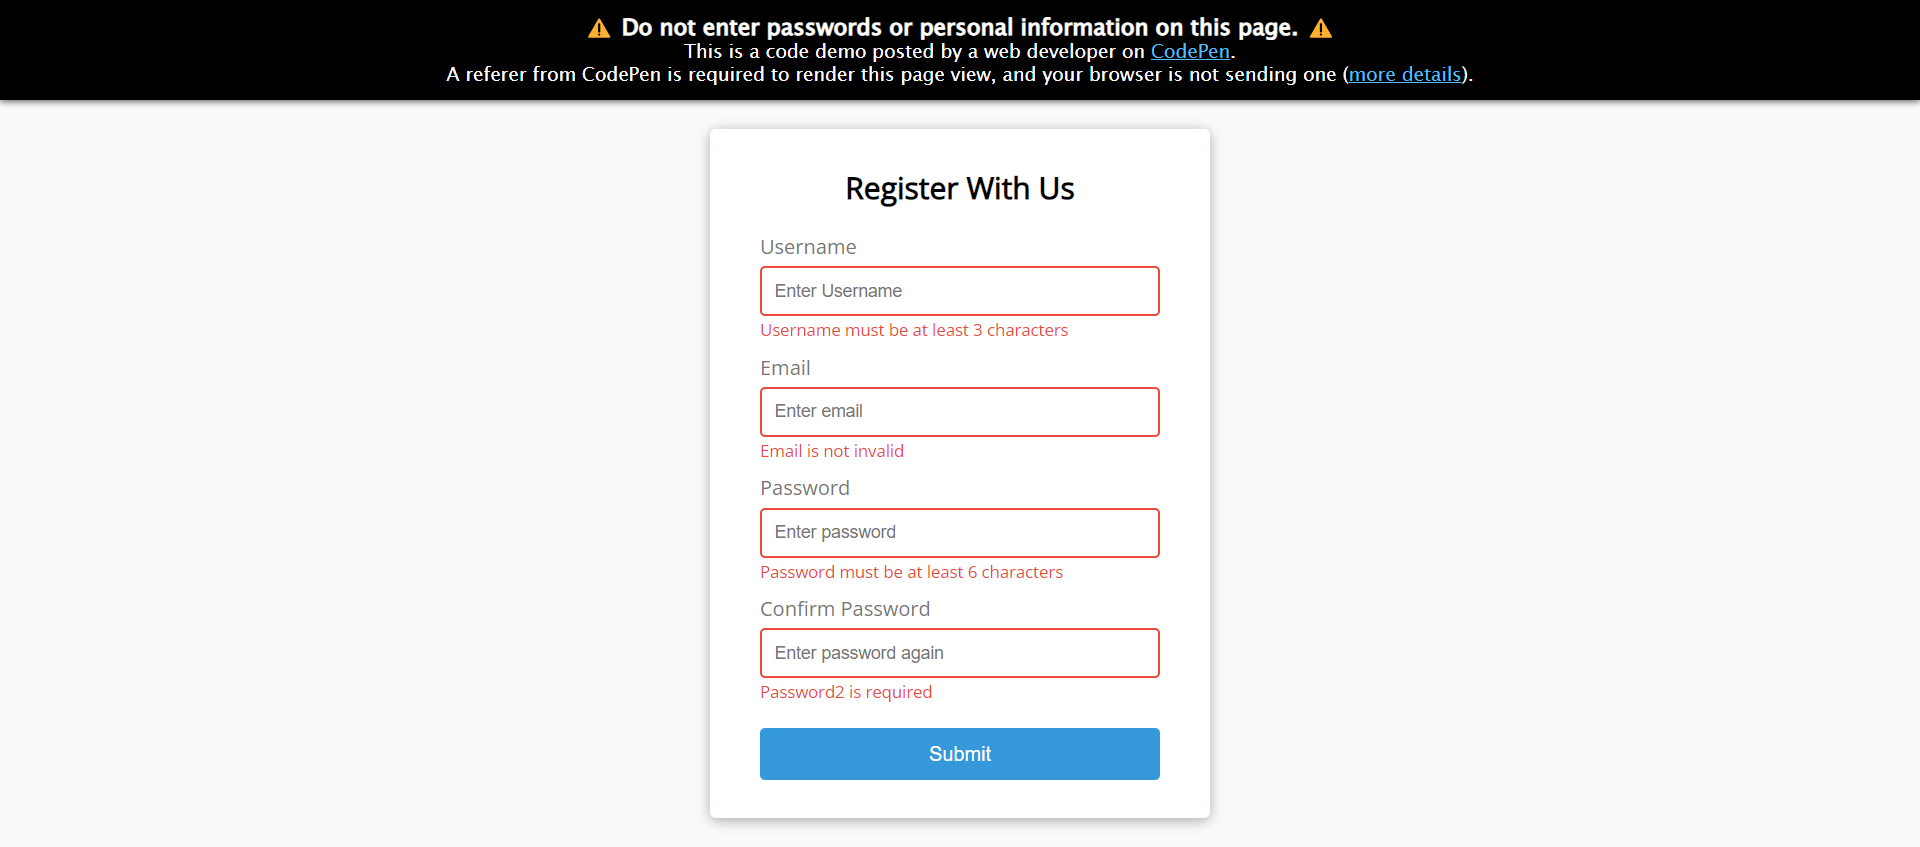 ⚠️ Do not enter passwords or personal information on this page. ⚠️
This is a code demo posted by a web developer on CodePen.
A referer from CodePen is required to render this page view, and your browser is not sending one (more details).
Register With Us
Username
Enter Username
Username must be at least 3 characters
Email
Enter email
Email is not invalid
Password
Enter password
Password must be at least 6 characters
Confirm Password
Enter password again
Password2 is required
Submit